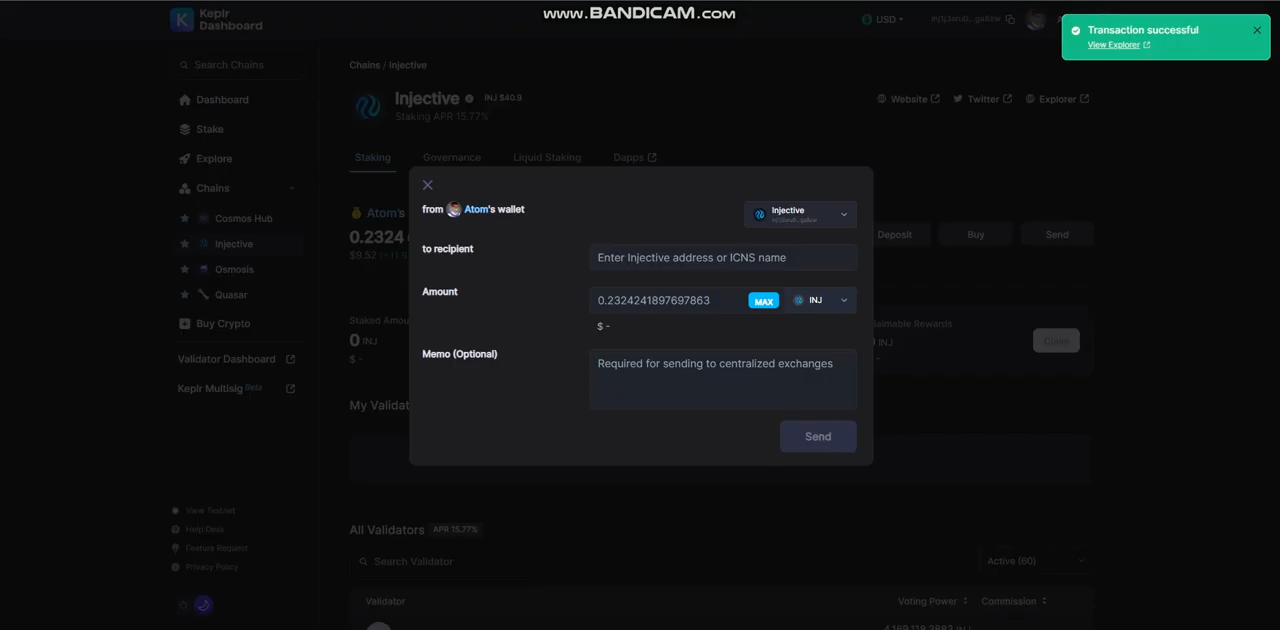 www.BANDICAM.com
Keplr
Dashboard
USD
Transaction successful
View Explorer
Search Chains
Dashboard
Stake
Explore
Chains
Cosmos Hub
Injective
Osmosis
Quasar
Buy Crypto
Validator Dashboard
Keplr Multisig Beta
View Testnet
Help Desk
Feature Request
Privacy Policy
Chains / Injective
Injective INJ $40.9
Staking APR 15.77%
Website Twitter Explorer
Staking Governance Liquid Staking Dapps
Atom's
0.2324
$9.52
Deposit Buy Send
Staked Amou
0 INJ
$ -
Claimable Rewards
INJ
Claim
My Validat
from Atom's wallet
Injective
to recipient
Enter Injective address or ICNS name
Amount
0.2324241897697863 MAX INJ
$ -
Memo (Optional)
Required for sending to centralized exchanges
Send
All Validators APR 15.77%
Search Validator
Active (60)
Validator Voting Power Commission